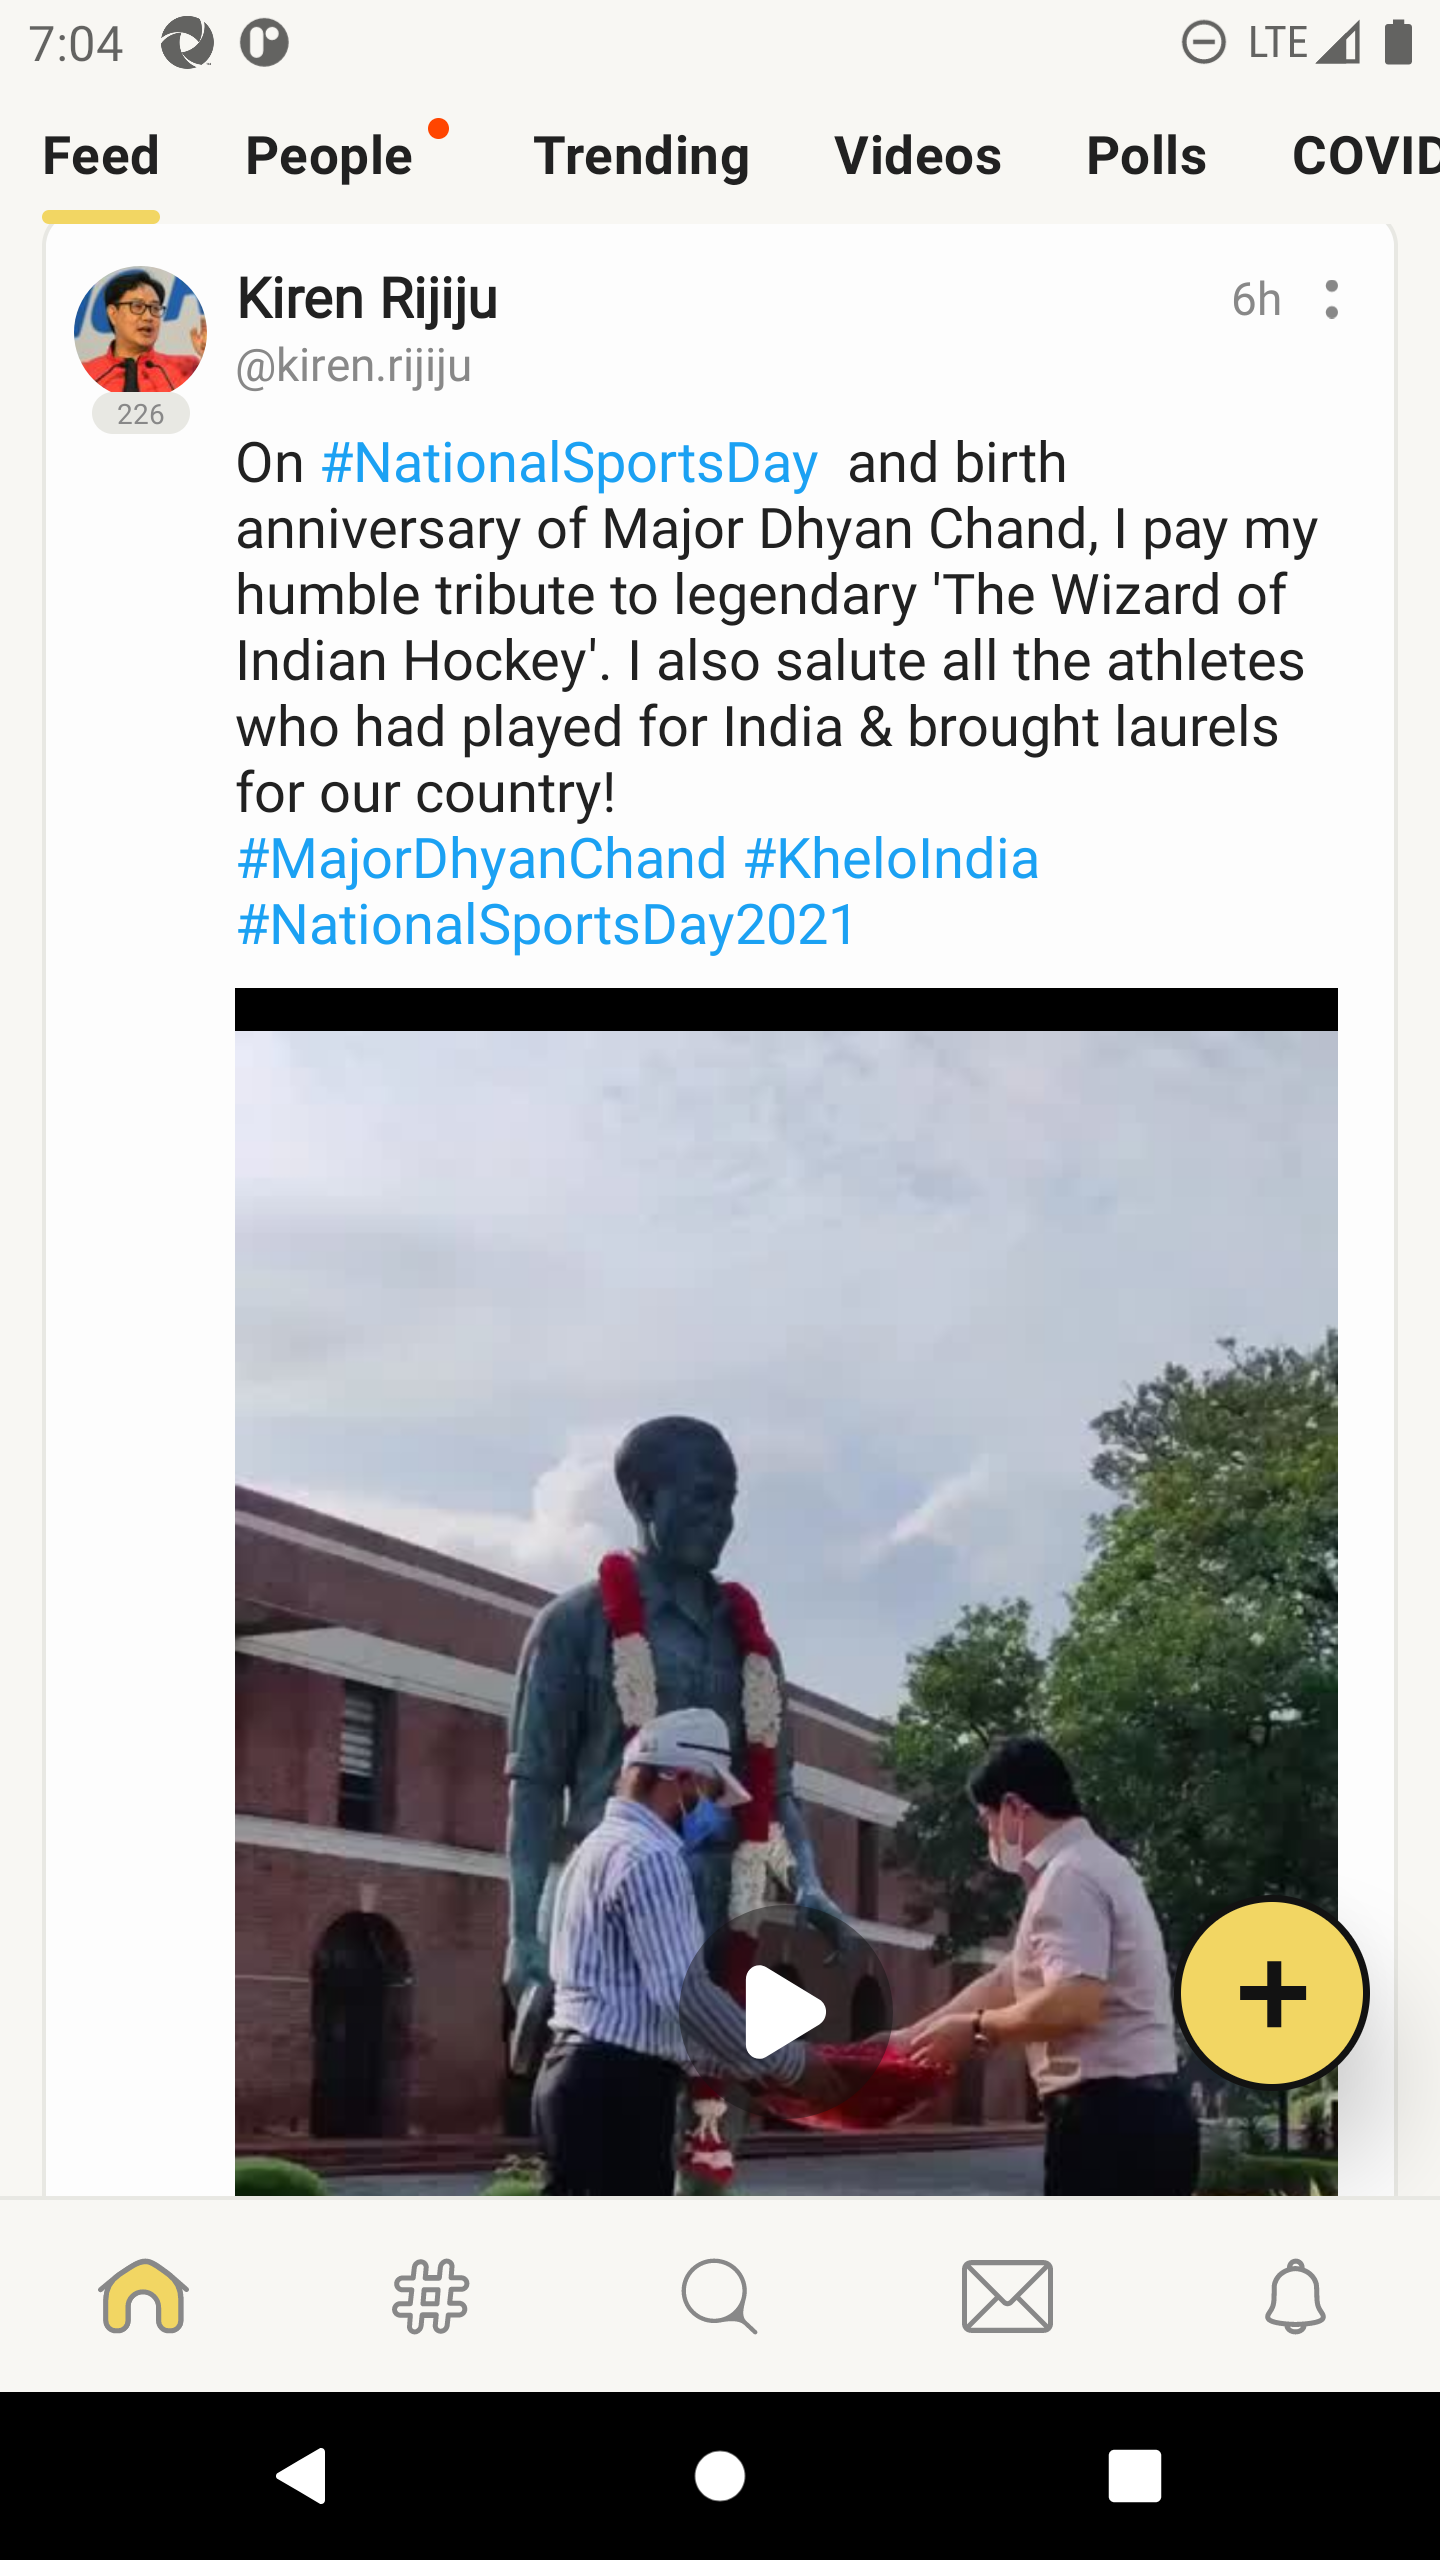 7:04 LTE
Feed People Trending Videos Polls COVID
Kiren Rijiju 6h
@kiren.rijiju
226
On #NationalSportsDay and birth
anniversary of Major Dhyan Chand, I pay my
humble tribute to legendary 'The Wizard of
Indian Hockey'. I also salute all the athletes
who had played for India & brought laurels
for our country!
#MajorDhyanChand #KheloIndia
#NationalSportsDay2021